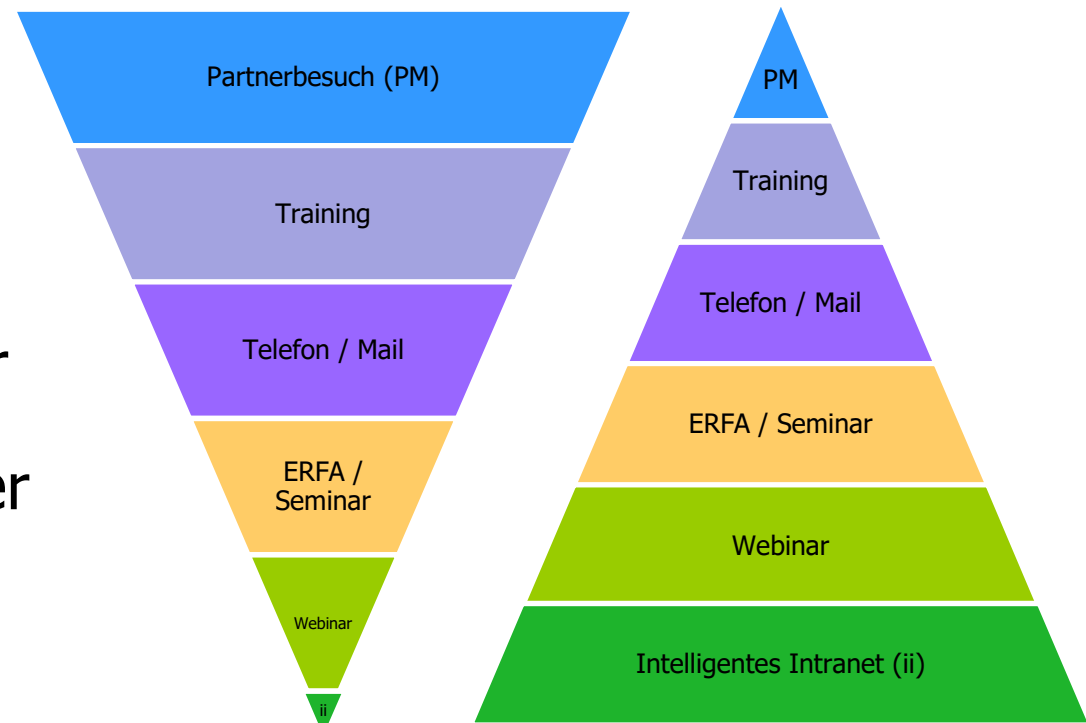 Partnerbesuch (PM)
Training
Telefon / Mail
ERFA /
Seminar
Webinar
ii
PM
Training
Telefon / Mail
ERFA / Seminar
Webinar
Intelligentes Intranet (ii)